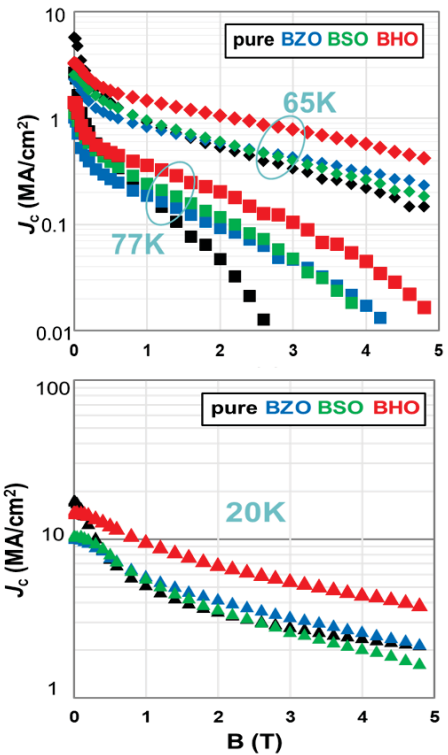 pure BZO BSO BHO
10
1
0.1
0.01
J_c (MA/cm²)
65K
77K
0 1 2 3 4 5
pure BZO BSO BHO
100
10
1
J_c (MA/cm²)
20K
0 1 2 3 4 5
B (T)